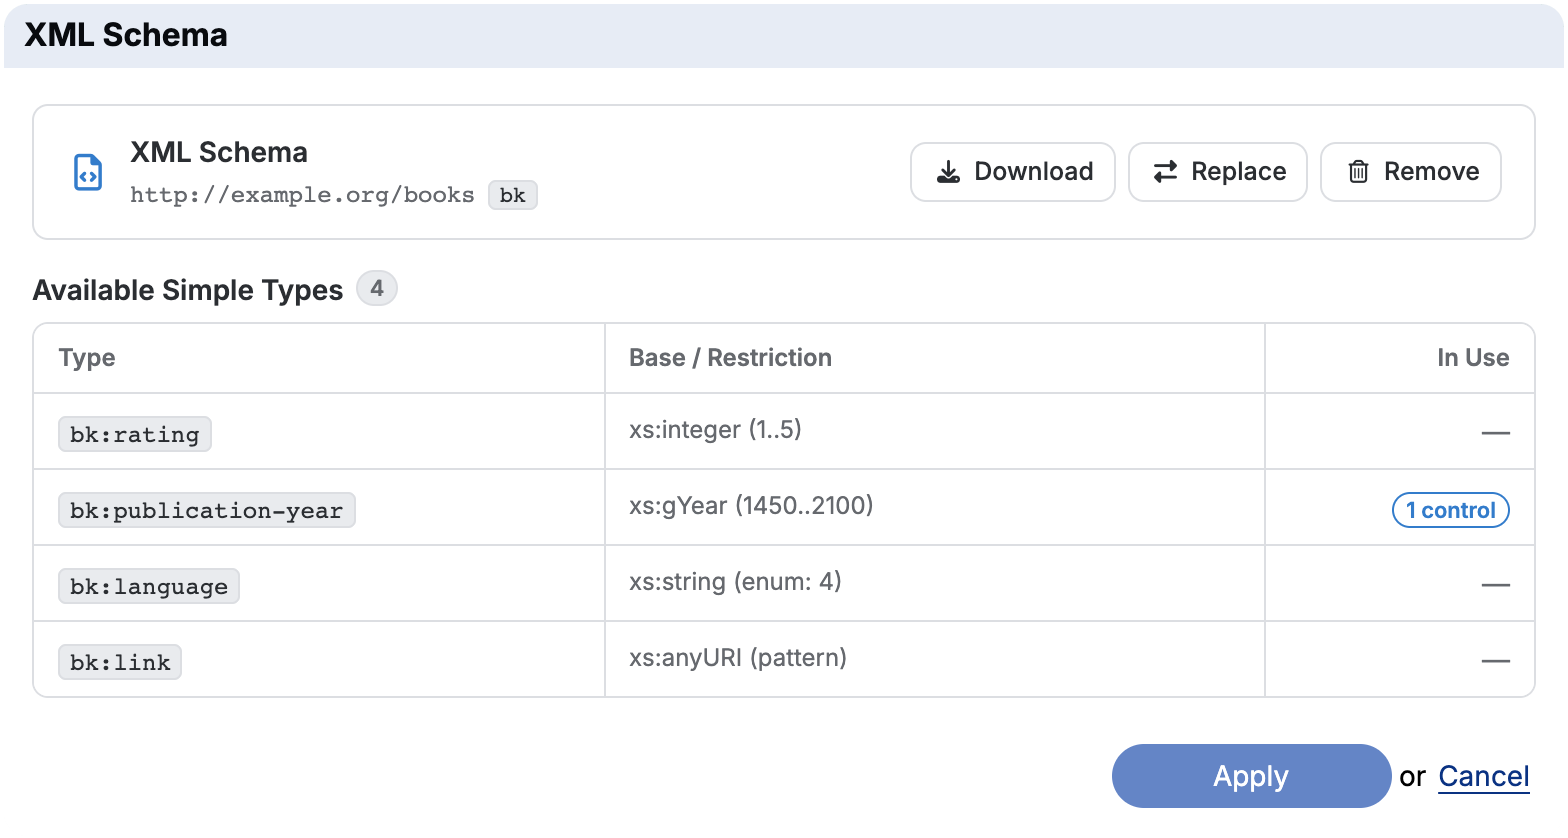 XML Schema
XML Schema
http://example.org/books bk
Download Replace Remove
Available Simple Types 4
Type Base / Restriction In Use
bk:rating xs:integer (1..5) —
bk:publication-year xs:gYear (1450..2100) 1 control
bk:language xs:string (enum: 4) —
bk:link xs:anyURI (pattern) —
Apply or Cancel